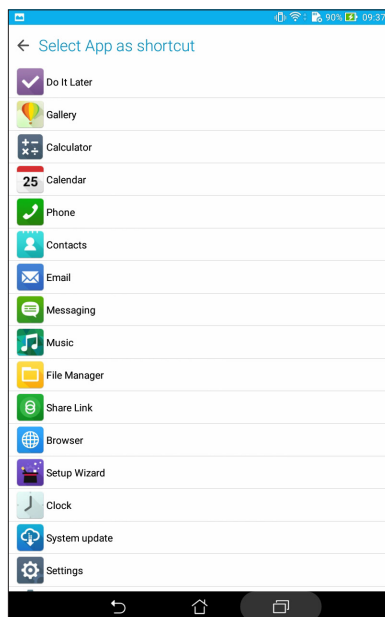 90% 09:37
Select App as shortcut
Do It Later
Gallery
Calculator
25 Calendar
Phone
Contacts
Email
Messaging
Music
File Manager
Share Link
Browser
Setup Wizard
Clock
System update
Settings